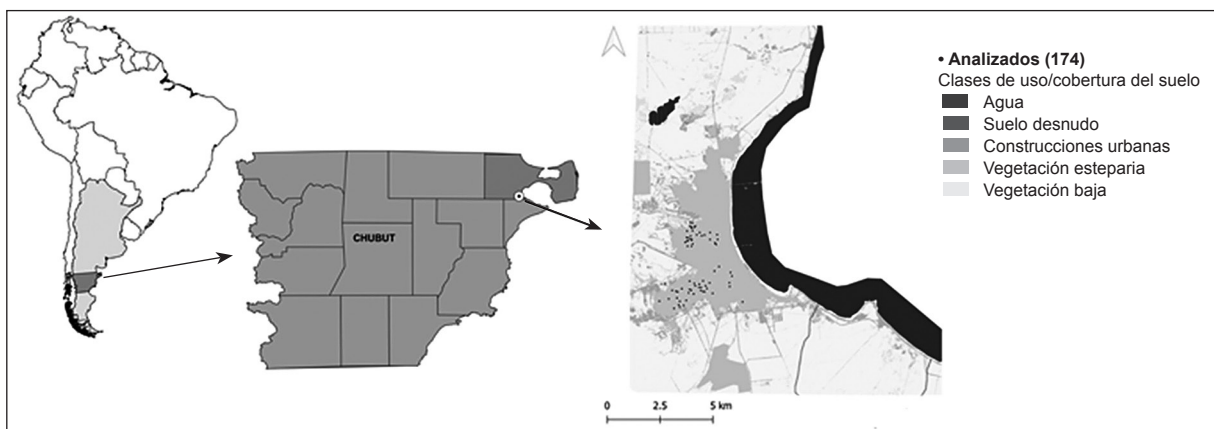 CHUBUT
• Analizados (174)
Clases de uso/cobertura del suelo
Agua
Suelo desnudo
Construcciones urbanas
Vegetación esteparia
Vegetación baja
0 2.5 5 km